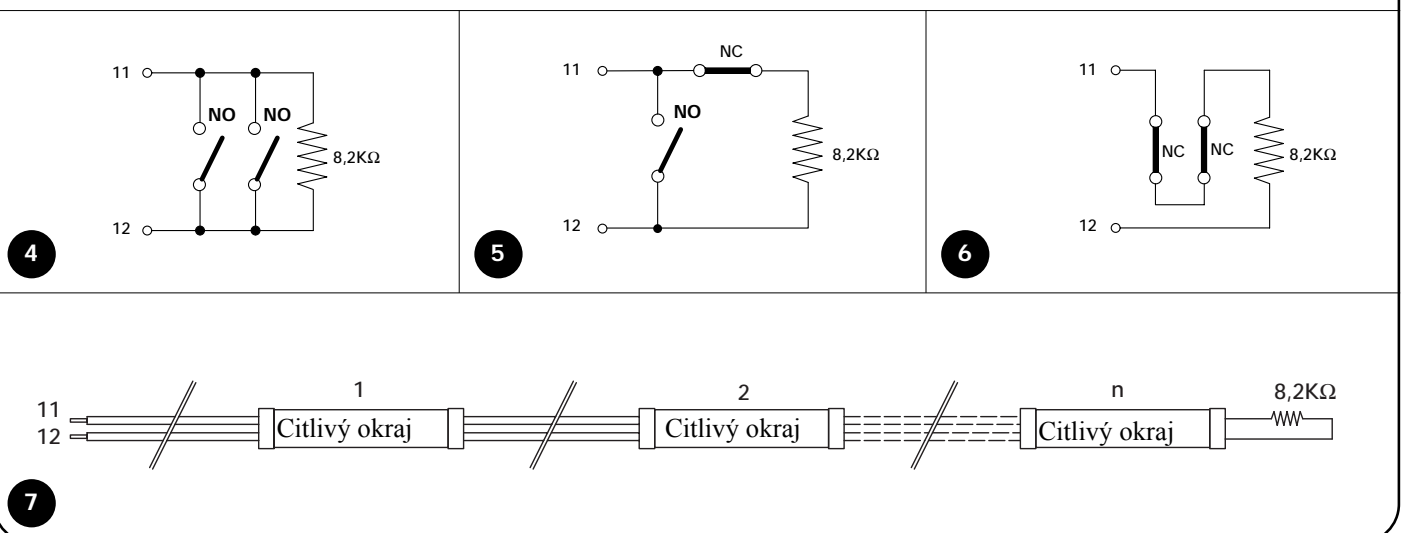 11
NO NO
8,2KΩ
12
4
NC
11
NO
8,2KΩ
12
5
11
NC NC
8,2KΩ
12
6
1 2 n 8,2KΩ
11
12
Citlivý okraj Citlivý okraj Citlivý okraj
7